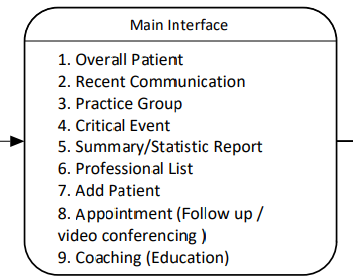 Main Interface
1. Overall Patient
2. Recent Communication
3. Practice Group
4. Critical Event
5. Summary/Statistic Report
6. Professional List
7. Add Patient
8. Appointment (Follow up /
video conferencing )
9. Coaching (Education)